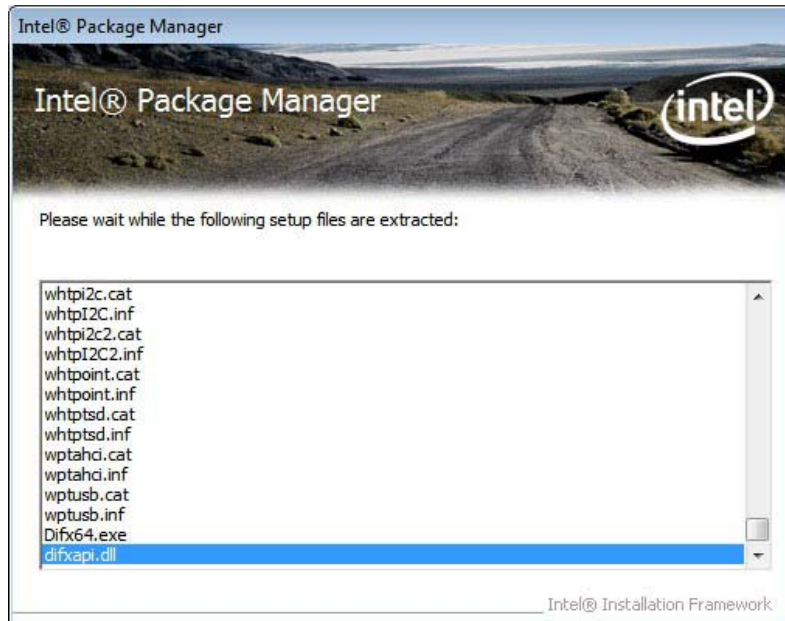 Intel® Package Manager
Intel® Package Manager
intel
Please wait while the following setup files are extracted:
whtpi2c.cat
whtpI2C.inf
whtpi2c2.cat
whtpI2C2.inf
whtpoint.cat
whtpoint.inf
whtptsd.cat
whtptsd.inf
wptahci.cat
wptahci.inf
wptusb.cat
wptusb.inf
Difx64.exe
difxapi.dll
Intel® Installation Framework